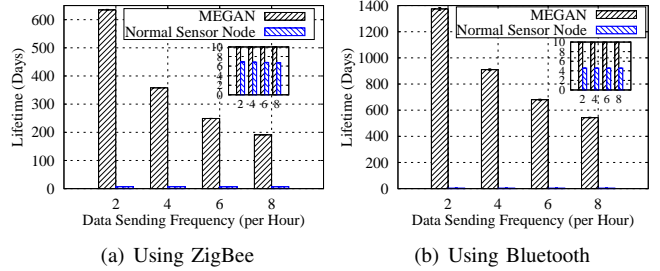 MEGAN
Normal Sensor Node
Lifetime (Days)
600
500
400
300
200
100
0
10
8
6
4
2
0
2 4 6 8
2 4 6 8
Data Sending Frequency (per Hour)
(a) Using ZigBee
MEGAN
Normal Sensor Node
Lifetime (Days)
1400
1200
1000
800
600
400
200
0
10
8
6
4
2
0
2 4 6 8
2 4 6 8
Data Sending Frequency (per Hour)
(b) Using Bluetooth